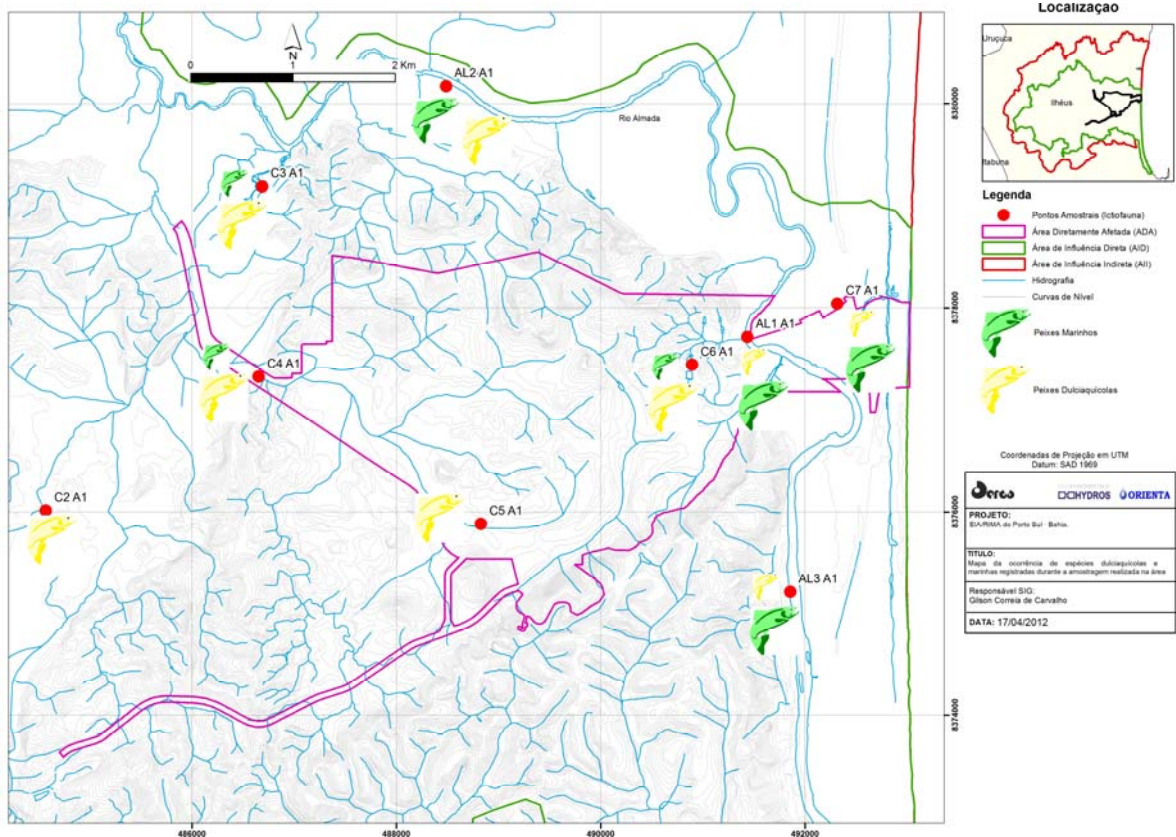 Localização
Uruçuca
Ilhéus
Itabuna
0 1 2 Km
N
AL2 A1
Rio Almada
C3 A1
C7 A1
AL1 A1
C6 A1
C4 A1
C2 A1
C5 A1
AL3 A1
8380000
8378000
8376000
8374000
486000 488000 490000 492000
Legenda
Pontos Amostrais (Ictiofauna)
Área Diretamente Afetada (ADA)
Área de Influência Direta (AID)
Área de Influência Indireta (AII)
Hidrografia
Curvas de Nível
Peixes Marinhos
Peixes Dulciaquícolas
Coordenadas de Projeção em UTM
Datum: SAD 1969
HYDROS ORIENTA
PROJETO:
EIA/RIMA do Porto Sul - Bahia.
TITULO:
Mapa da ocorrência de espécies dulciaquícolas e
marinhas registradas durante a amostragem realizada na área
Responsável SIG:
Gilson Correia de Carvalho
DATA: 17/04/2012